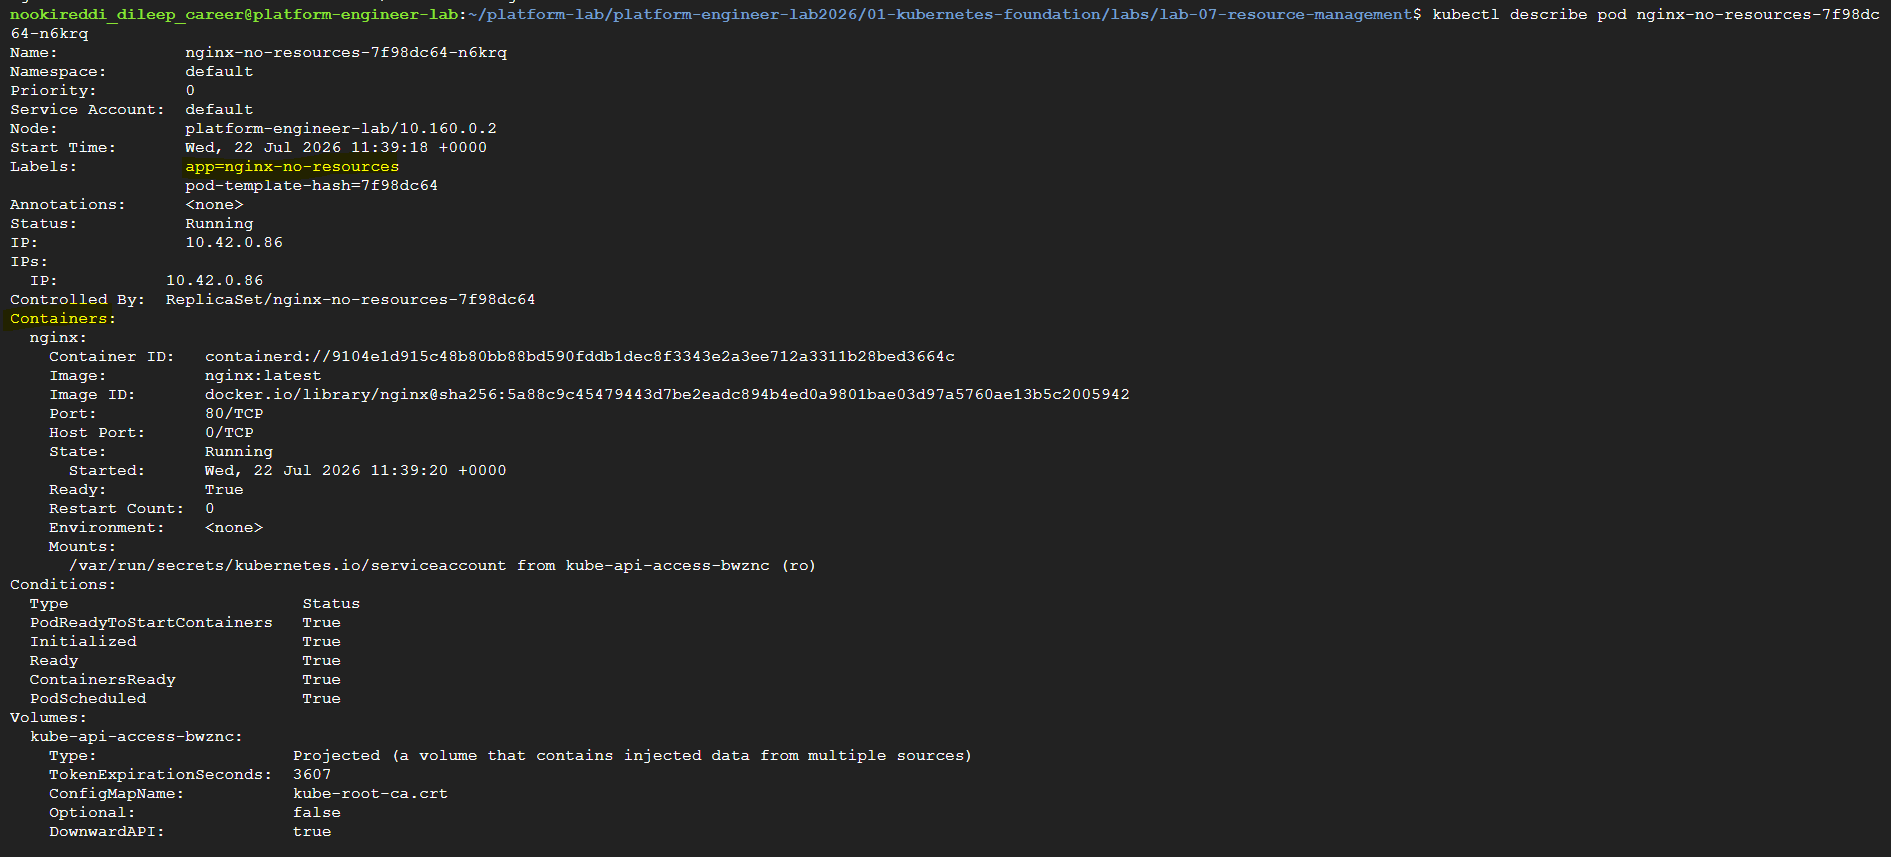 nookireddi_dileep_career@platform-engineer-lab:~/platform-lab/platform-engineer-lab2026/01-kubernetes-foundation/labs/lab-07-resource-management$ kubectl describe pod nginx-no-resources-7f98dc
64-n6krq
Name:             nginx-no-resources-7f98dc64-n6krq
Namespace:        default
Priority:         0
Service Account:  default
Node:             platform-engineer-lab/10.160.0.2
Start Time:       Wed, 22 Jul 2026 11:39:18 +0000
Labels:           app=nginx-no-resources
                  pod-template-hash=7f98dc64
Annotations:      <none>
Status:           Running
IP:               10.42.0.86
IPs:
  IP:           10.42.0.86
Controlled By:  ReplicaSet/nginx-no-resources-7f98dc64
Containers:
  nginx:
    Container ID:   containerd://9104e1d915c48b80bb88bd590fddb1dec8f3343e2a3ee712a3311b28bed3664c
    Image:          nginx:latest
    Image ID:       docker.io/library/nginx@sha256:5a88c9c45479443d7be2eadc894b4ed0a9801bae03d97a5760ae13b5c2005942
    Port:           80/TCP
    Host Port:      0/TCP
    State:          Running
      Started:      Wed, 22 Jul 2026 11:39:20 +0000
    Ready:          True
    Restart Count:  0
    Environment:    <none>
    Mounts:
      /var/run/secrets/kubernetes.io/serviceaccount from kube-api-access-bwznc (ro)
Conditions:
  Type                        Status
  PodReadyToStartContainers   True
  Initialized                 True
  Ready                       True
  ContainersReady             True
  PodScheduled                True
Volumes:
  kube-api-access-bwznc:
    Type:                    Projected (a volume that contains injected data from multiple sources)
    TokenExpirationSeconds:  3607
    ConfigMapName:           kube-root-ca.crt
    Optional:                false
    DownwardAPI:             true